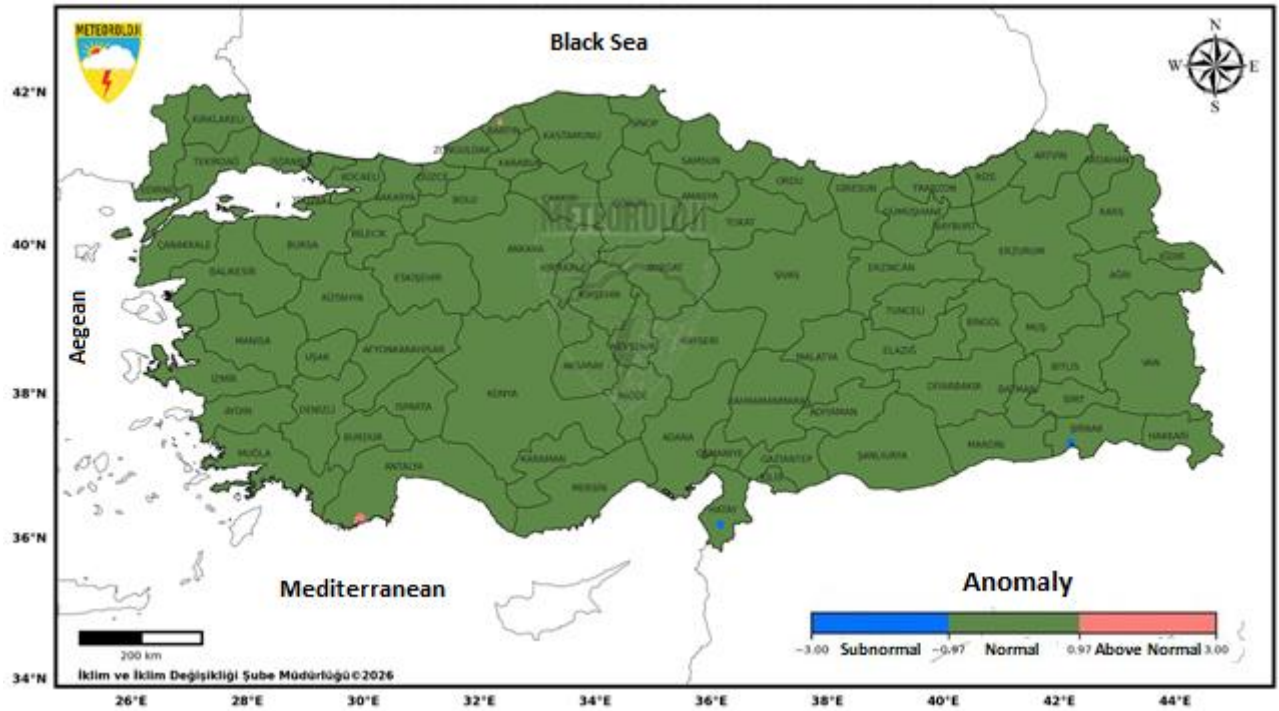 METEOROLOJİ
Black Sea
N
W E
S
42°N
40°N
38°N
36°N
34°N
Aegean
KIRKLARELİ
TEKİRDAĞ
KOCAELİ
SAKARYA
DÜZCE
ZONGULDAK
BARTIN
KARABÜK
KASTAMONU
SİNOP
SAMSUN
ORDU
GİRESUN
TRABZON
RİZE
ARTVİN
ARDAHAN
KARS
BOLU
AMASYA
TOKAT
GÜMÜŞHANE
BAYBURT
METEOROLOJİ
ÇANAKKALE
BURSA
BİLECİK
ANKARA
ERZURUM
BALIKESİR
ESKİŞEHİR
KIRIKKALE
YOZGAT
SİVAS
ERZİNCAN
AĞRI
IĞDIR
KÜTAHYA
KIRŞEHİR
TUNCELİ
BİNGÖL
MUŞ
MANİSA
UŞAK
AFYONKARAHİSAR
NEVŞEHİR
KAYSERİ
MALATYA
ELAZIĞ
BİTLİS
VAN
İZMİR
AKSARAY
KONYA
NİĞDE
KAHRAMANMARAŞ
ADIYAMAN
DİYARBAKIR
BATMAN
SİİRT
AYDIN
DENİZLİ
ISPARTA
BURDUR
MUĞLA
ANTALYA
KARAMAN
MERSİN
ADANA
OSMANİYE
GAZİANTEP
KİLİS
ŞANLIURFA
MARDİN
ŞIRNAK
HAKKARİ
HATAY
Mediterranean
Anomaly
−3.00 Subnormal −0.97 Normal 0.97 Above Normal 3.00
200 km
İklim ve İklim Değişikliği Şube Müdürlüğü©2026
26°E 28°E 30°E 32°E 34°E 36°E 38°E 40°E 42°E 44°E